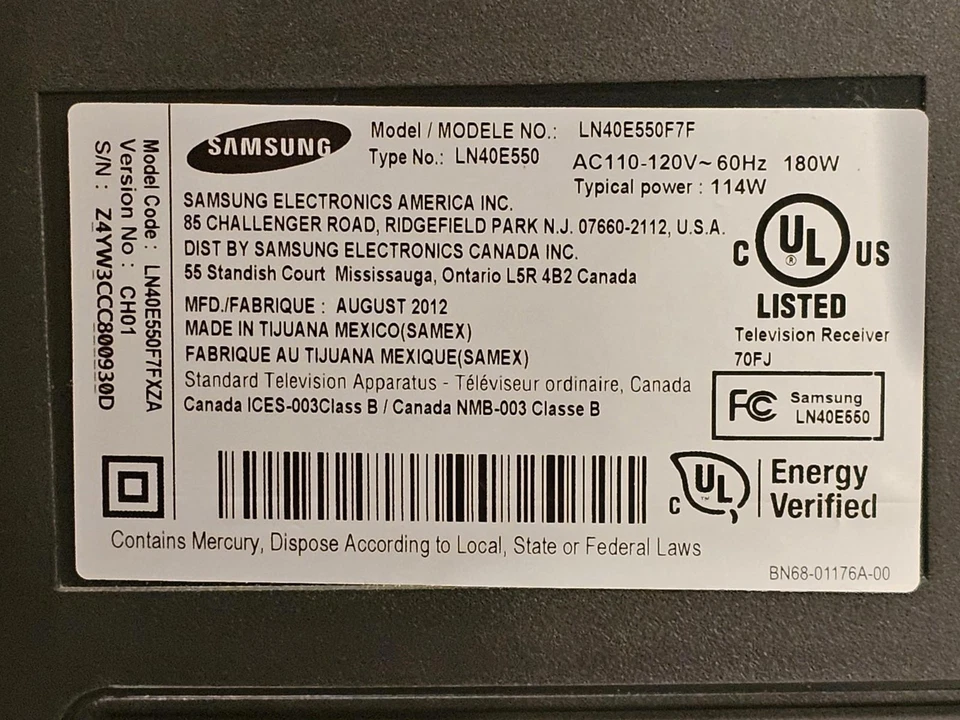 SAMSUNG
Model / MODELE NO.: LN40E550F7F
Type No.: LN40E550
AC110-120V~ 60Hz 180W
Typical power : 114W
SAMSUNG ELECTRONICS AMERICA INC.
85 CHALLENGER ROAD, RIDGEFIELD PARK N.J. 07660-2112, U.S.A.
DIST BY SAMSUNG ELECTRONICS CANADA INC.
55 Standish Court Mississauga, Ontario L5R 4B2 Canada
MFD./FABRIQUE : AUGUST 2012
MADE IN TIJUANA MEXICO(SAMEX)
FABRIQUE AU TIJUANA MEXIQUE(SAMEX)
Standard Television Apparatus - Téléviseur ordinaire, Canada
Canada ICES-003Class B / Canada NMB-003 Classe B
C UL ® US
LISTED
Television Receiver
70FJ
FC Samsung
LN40E550
C UL ™ Energy
Verified
Model Code : LN40E550F7FXZA
Version No : CH01
S/N : Z4YW3CCC800930D
Contains Mercury, Dispose According to Local, State or Federal Laws
BN68-01176A-00